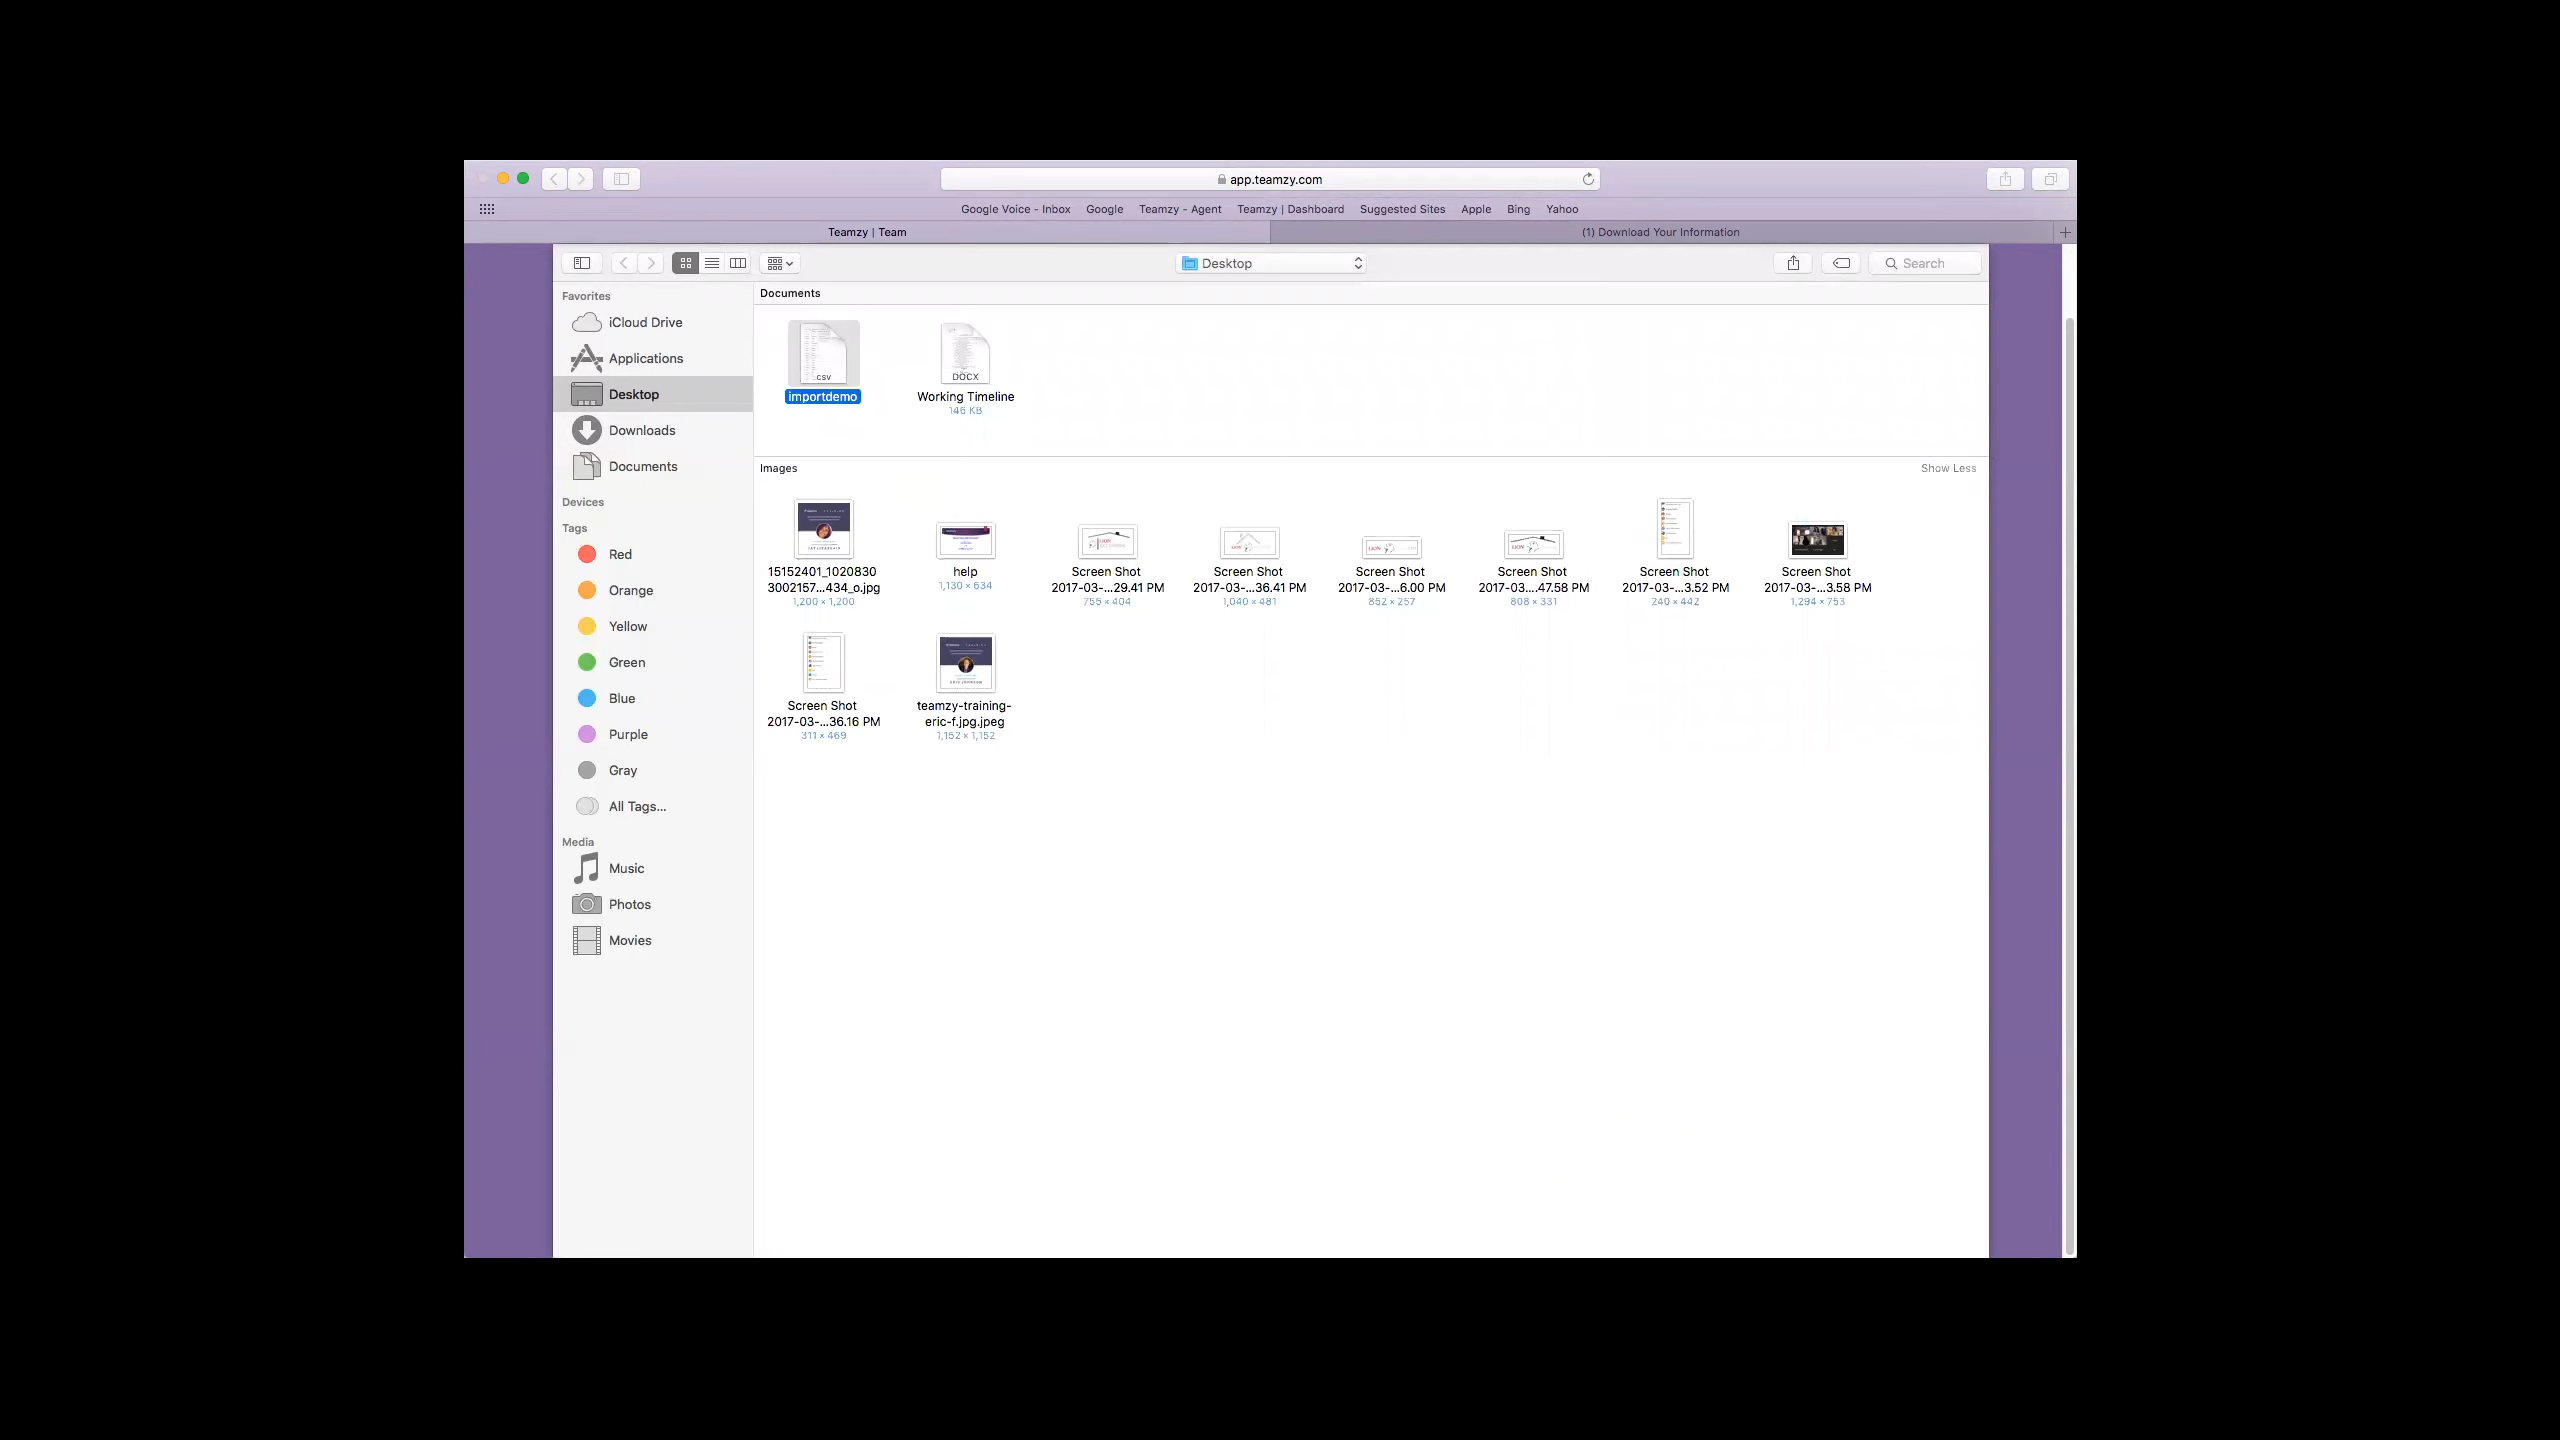 app.teamzy.com
Google Voice - Inbox Google Teamzy - Agent Teamzy | Dashboard Suggested Sites Apple Bing Yahoo
Teamzy | Team
(1) Download Your Information
Desktop
Search
Favorites
iCloud Drive
Applications
Desktop
Downloads
Documents
Devices
Tags
Red
Orange
Yellow
Green
Blue
Purple
Gray
All Tags...
Media
Music
Photos
Movies
Documents
CSV
importdemo
DOCX
Working Timeline
146 KB
Images
Show Less
15152401_1020830
3002157...434_o.jpg
1,200 × 1,200
help
1,130 × 634
Screen Shot
2017-03-...29.41 PM
755 × 404
Screen Shot
2017-03-...36.41 PM
1,040 × 481
Screen Shot
2017-03-...6.00 PM
852 × 257
Screen Shot
2017-03....47.58 PM
808 × 331
Screen Shot
2017-03-...3.52 PM
240 × 442
Screen Shot
2017-03-...3.58 PM
1,294 × 753
Screen Shot
2017-03-...36.16 PM
311 × 469
teamzy-training-
eric-f.jpg.jpeg
1,152 × 1,152